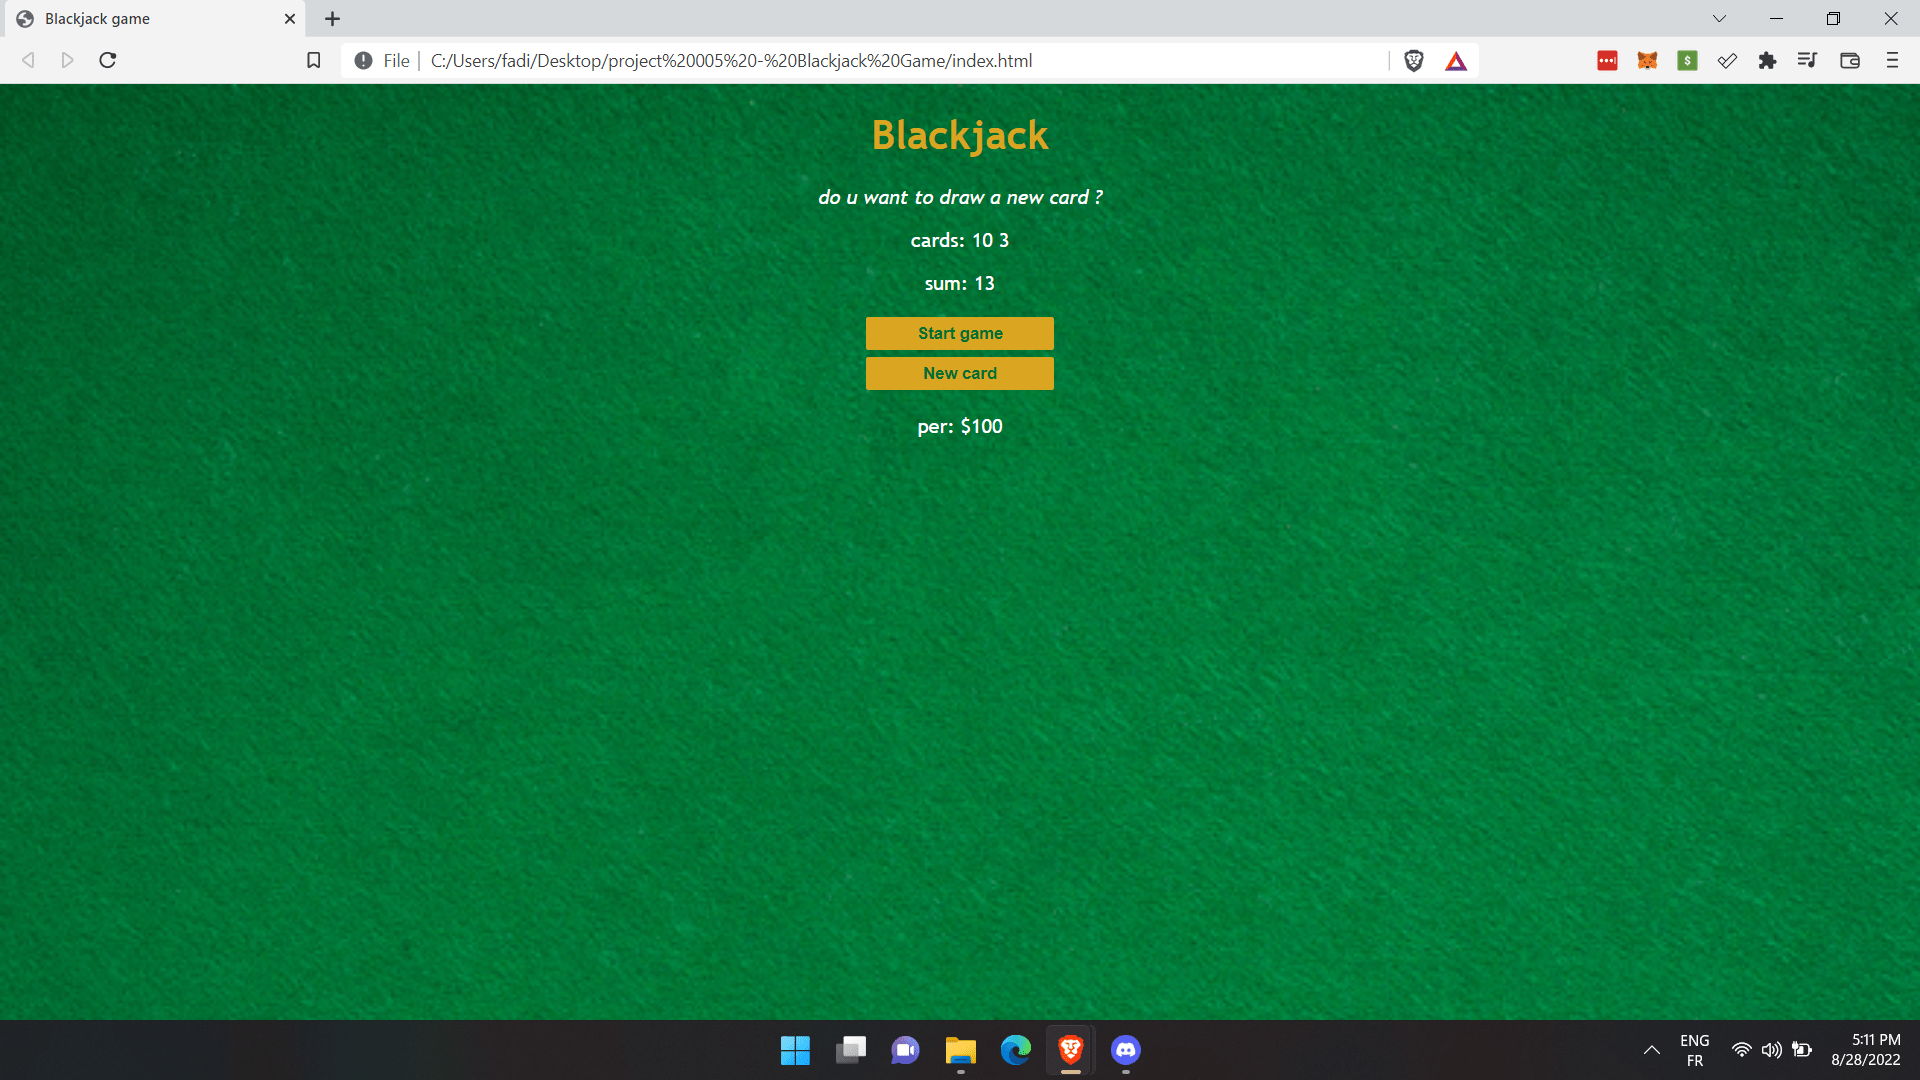 Blackjack game
File
C:/Users/fadi/Desktop/project%20005%20-%20Blackjack%20Game/index.html
Blackjack
do u want to draw a new card ?
cards: 10 3
sum: 13
Start game
New card
per: $100
ENG
FR
5:11 PM
8/28/2022